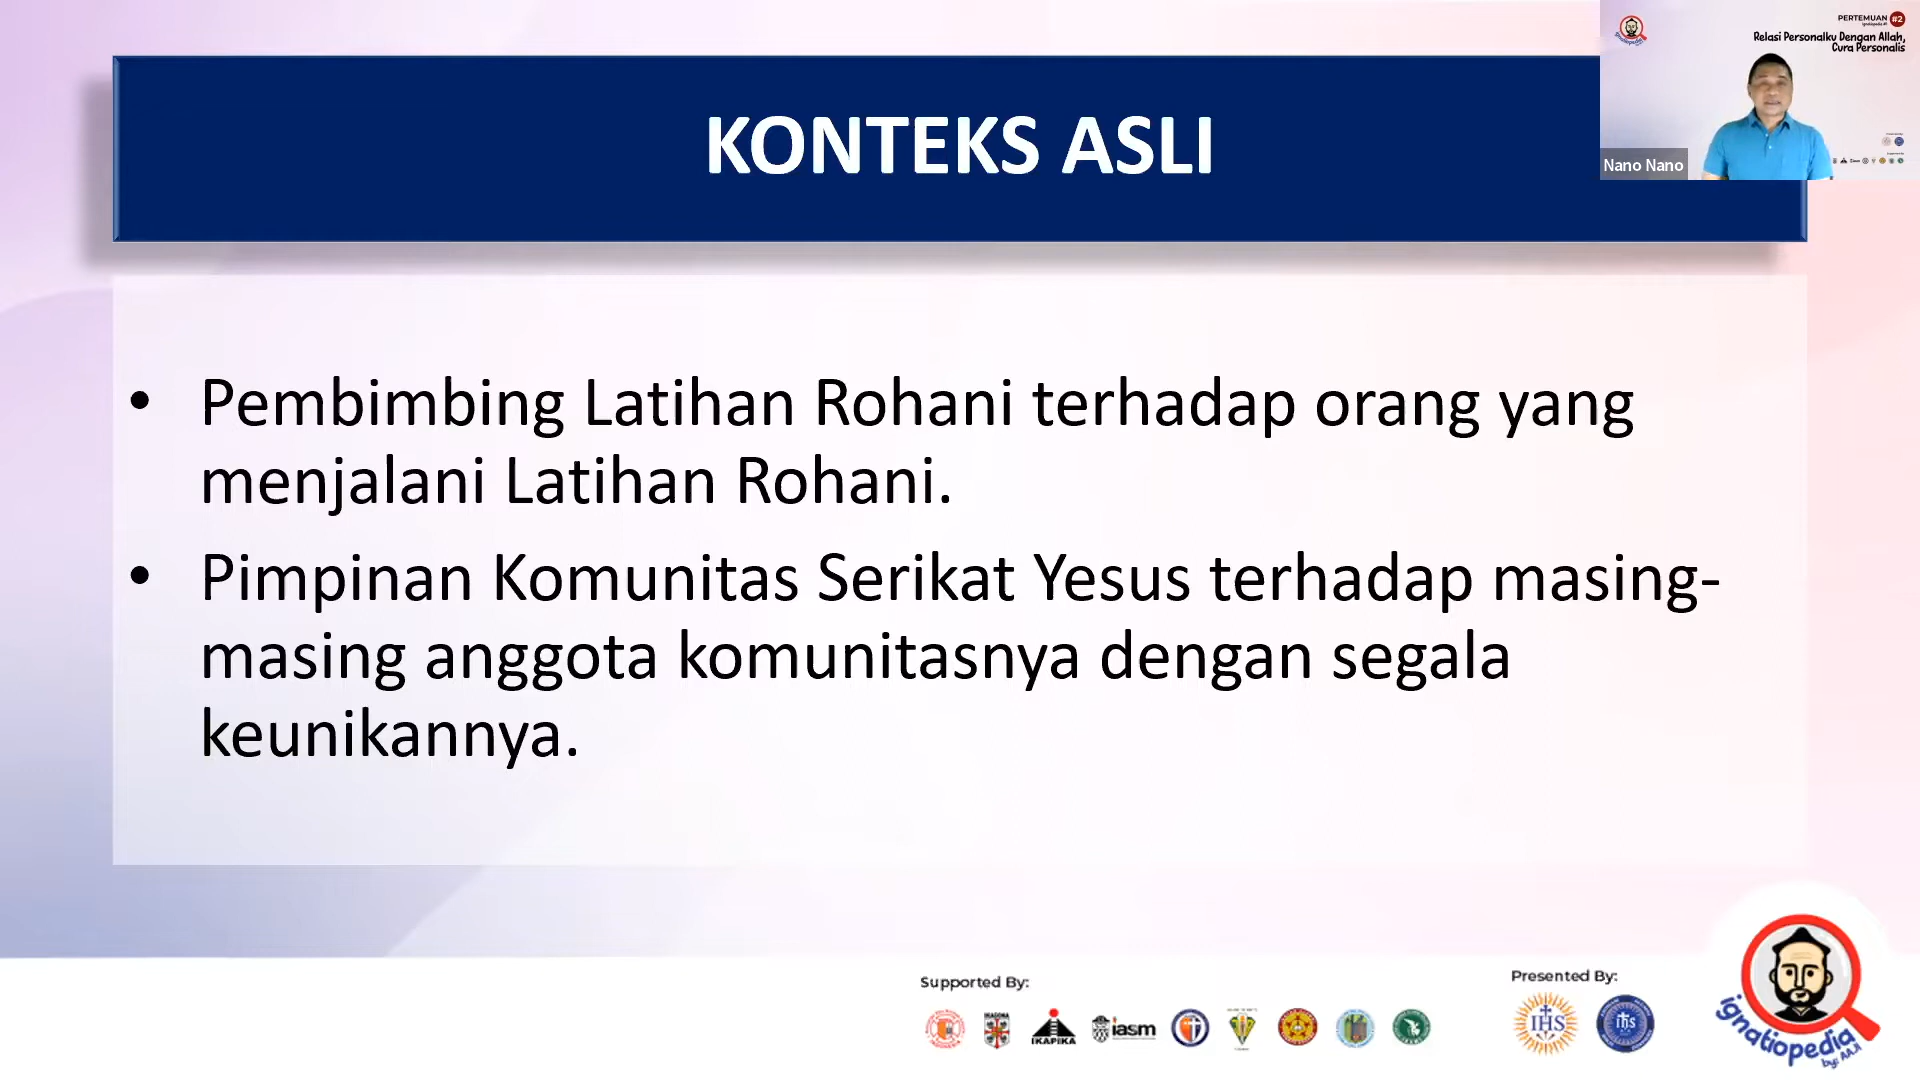 PERTEMUAN #2
Relasi Personalku Dengan Allah,
Cura Personalis
Nano Nano
KONTEKS ASLI
• Pembimbing Latihan Rohani terhadap orang yang
menjalani Latihan Rohani.
• Pimpinan Komunitas Serikat Yesus terhadap masing-
masing anggota komunitasnya dengan segala
keunikannya.
Supported By:
IKAPIKA
iasm
Presented By:
IHS
IHS
ignatiopedia
by: AAJI